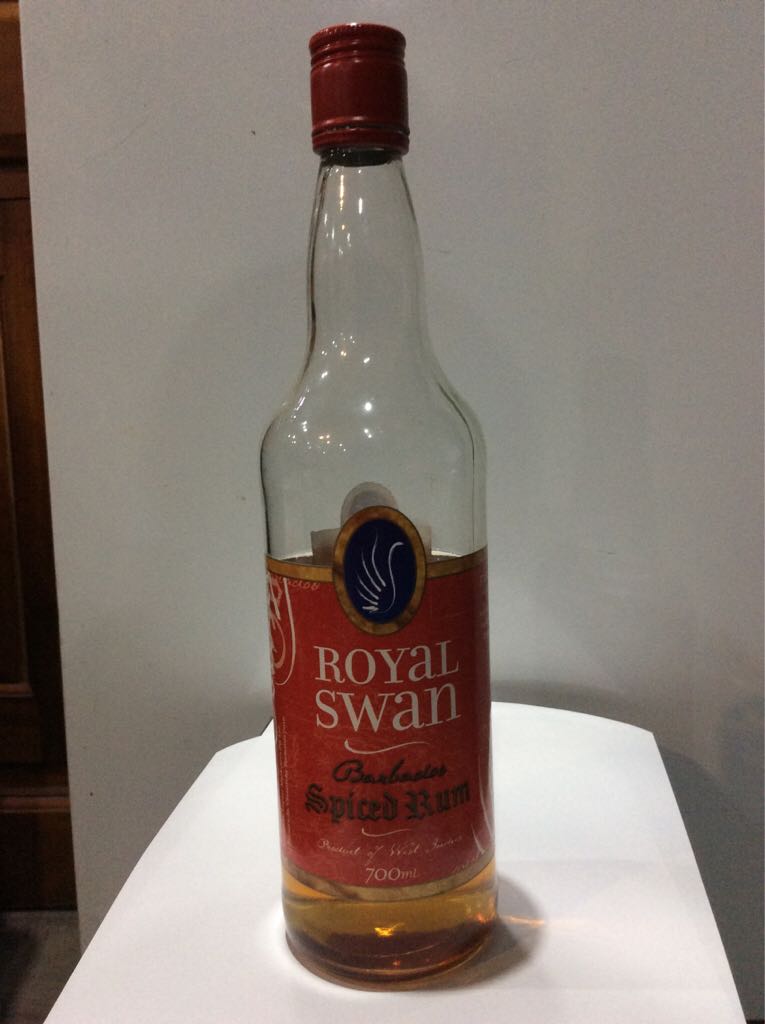 ROYAL
SWAN
Barbados
Spiced Rum
Product of West Indies
700ml